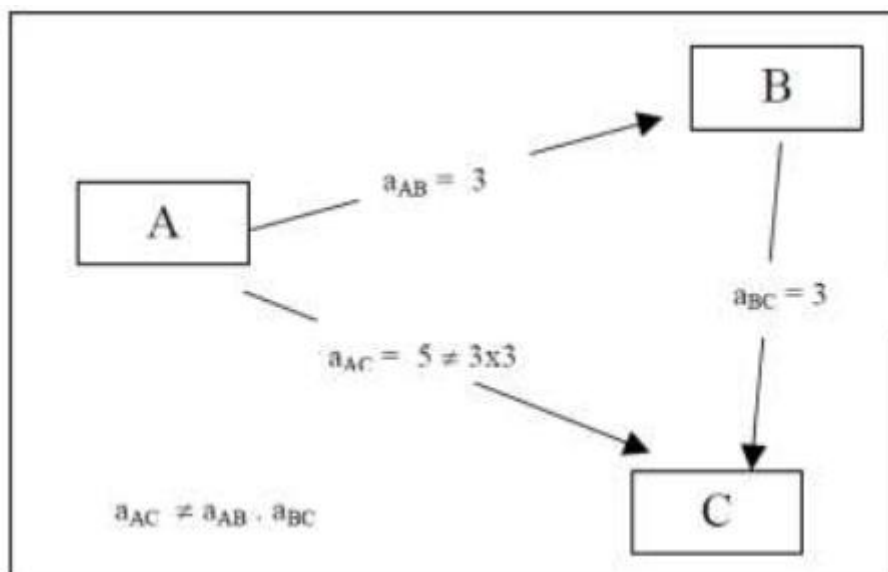 B
a_AB = 3
A
a_BC = 3
a_AC = 5 ≠ 3x3
a_AC ≠ a_AB . a_BC
C